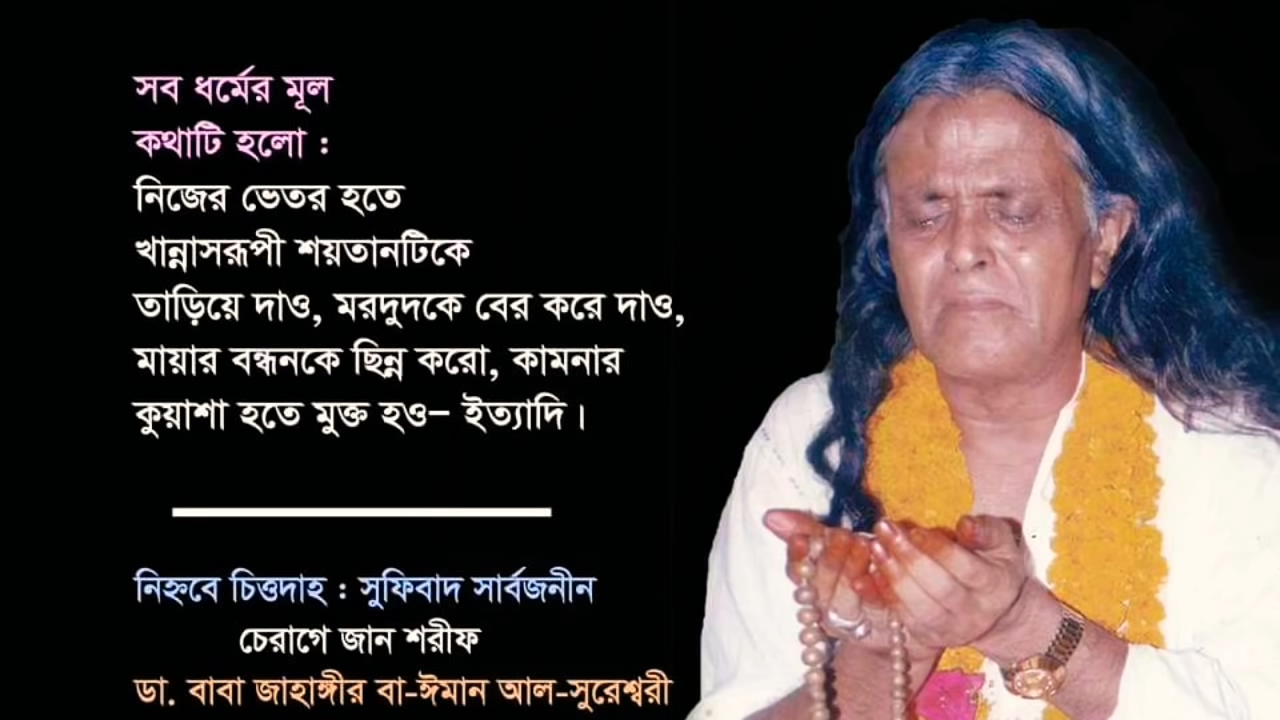 সব ধর্মের মূল
কথাটি হলো :
নিজের ভেতর হতে
খান্নাসরূপী শয়তানটিকে
তাড়িয়ে দাও, মরদুদকে বের করে দাও,
মায়ার বন্ধনকে ছিন্ন করো, কামনার
কুয়াশা হতে মুক্ত হও– ইত্যাদি।
নিহ্নবে চিত্তদাহ : সুফিবাদ সার্বজনীন
চেরাগে জান শরীফ
ডা. বাবা জাহাঙ্গীর বা-ঈমান আল-সুরেশ্বরী